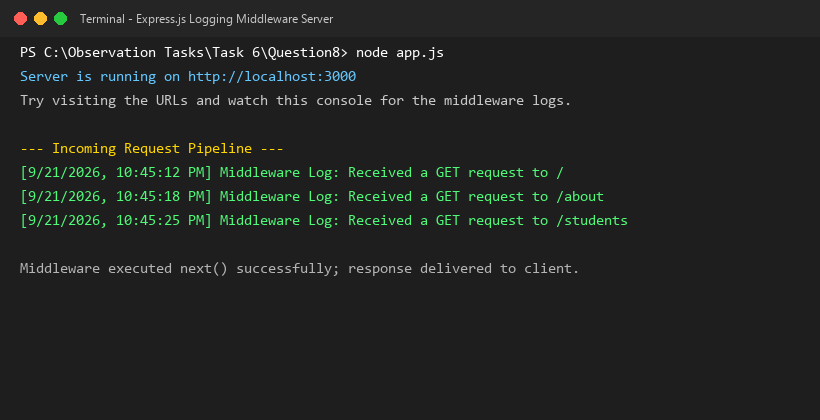 Terminal - Express.js Logging Middleware Server
PS C:\Observation Tasks\Task 6\Question8> node app.js
Server is running on http://localhost:3000
Try visiting the URLs and watch this console for the middleware logs.
--- Incoming Request Pipeline ---
[9/21/2026, 10:45:12 PM] Middleware Log: Received a GET request to /
[9/21/2026, 10:45:18 PM] Middleware Log: Received a GET request to /about
[9/21/2026, 10:45:25 PM] Middleware Log: Received a GET request to /students
Middleware executed next() successfully; response delivered to client.